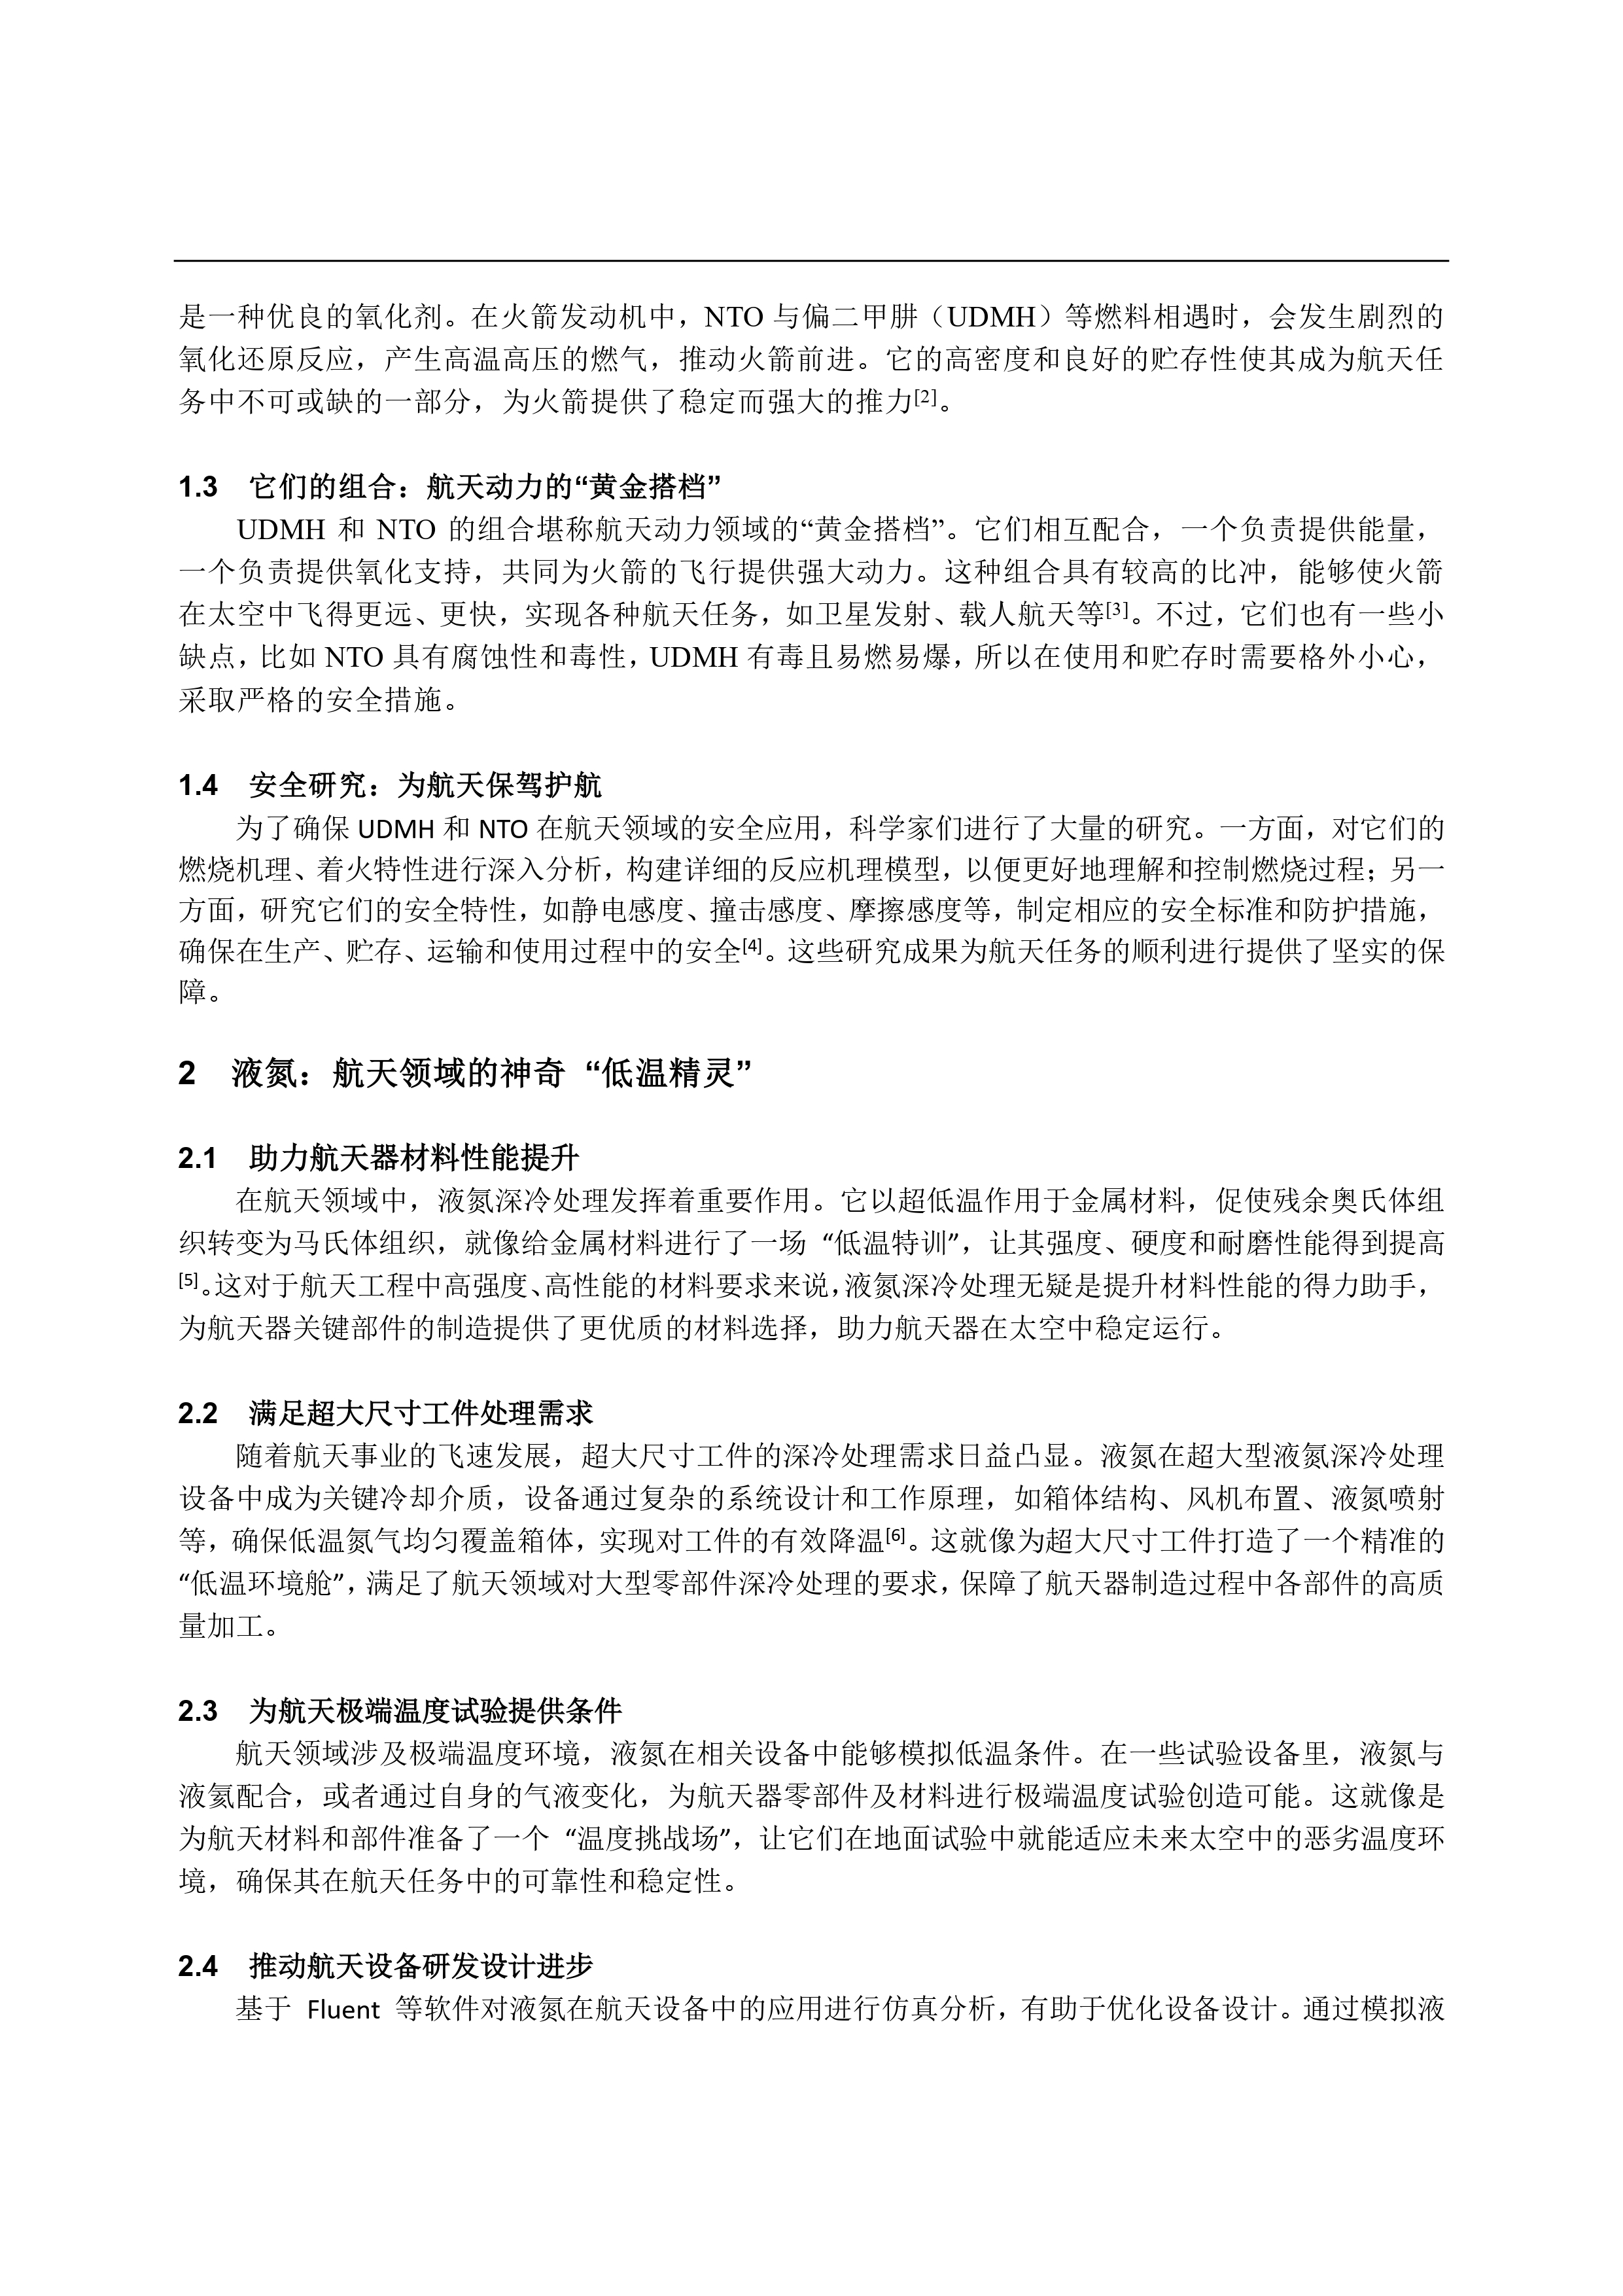 是一种优良的氧化剂。在火箭发动机中，NTO 与偏二甲肼（UDMH）等燃料相遇时，会发生剧烈的
氧化还原反应，产生高温高压的燃气，推动火箭前进。它的高密度和良好的贮存性使其成为航天任
务中不可或缺的一部分，为火箭提供了稳定而强大的推力[2]。
1.3 它们的组合：航天动力的“黄金搭档”
UDMH 和 NTO 的组合堪称航天动力领域的“黄金搭档”。它们相互配合，一个负责提供能量，
一个负责提供氧化支持，共同为火箭的飞行提供强大动力。这种组合具有较高的比冲，能够使火箭
在太空中飞得更远、更快，实现各种航天任务，如卫星发射、载人航天等[3]。不过，它们也有一些小
缺点，比如 NTO 具有腐蚀性和毒性，UDMH 有毒且易燃易爆，所以在使用和贮存时需要格外小心，
采取严格的安全措施。
1.4 安全研究：为航天保驾护航
为了确保 UDMH 和 NTO 在航天领域的安全应用，科学家们进行了大量的研究。一方面，对它们的
燃烧机理、着火特性进行深入分析，构建详细的反应机理模型，以便更好地理解和控制燃烧过程；另一
方面，研究它们的安全特性，如静电感度、撞击感度、摩擦感度等，制定相应的安全标准和防护措施，
确保在生产、贮存、运输和使用过程中的安全[4]。这些研究成果为航天任务的顺利进行提供了坚实的保
障。
2 液氮：航天领域的神奇 “低温精灵”
2.1 助力航天器材料性能提升
在航天领域中，液氮深冷处理发挥着重要作用。它以超低温作用于金属材料，促使残余奥氏体组
织转变为马氏体组织，就像给金属材料进行了一场 “低温特训”，让其强度、硬度和耐磨性能得到提高
[5]。这对于航天工程中高强度、高性能的材料要求来说，液氮深冷处理无疑是提升材料性能的得力助手，
为航天器关键部件的制造提供了更优质的材料选择，助力航天器在太空中稳定运行。
2.2 满足超大尺寸工件处理需求
随着航天事业的飞速发展，超大尺寸工件的深冷处理需求日益凸显。液氮在超大型液氮深冷处理
设备中成为关键冷却介质，设备通过复杂的系统设计和工作原理，如箱体结构、风机布置、液氮喷射
等，确保低温氮气均匀覆盖箱体，实现对工件的有效降温[6]。这就像为超大尺寸工件打造了一个精准的
“低温环境舱”，满足了航天领域对大型零部件深冷处理的要求，保障了航天器制造过程中各部件的高质
量加工。
2.3 为航天极端温度试验提供条件
航天领域涉及极端温度环境，液氮在相关设备中能够模拟低温条件。在一些试验设备里，液氮与
液氦配合，或者通过自身的气液变化，为航天器零部件及材料进行极端温度试验创造可能。这就像是
为航天材料和部件准备了一个 “温度挑战场”，让它们在地面试验中就能适应未来太空中的恶劣温度环
境，确保其在航天任务中的可靠性和稳定性。
2.4 推动航天设备研发设计进步
基于 Fluent 等软件对液氮在航天设备中的应用进行仿真分析，有助于优化设备设计。通过模拟液